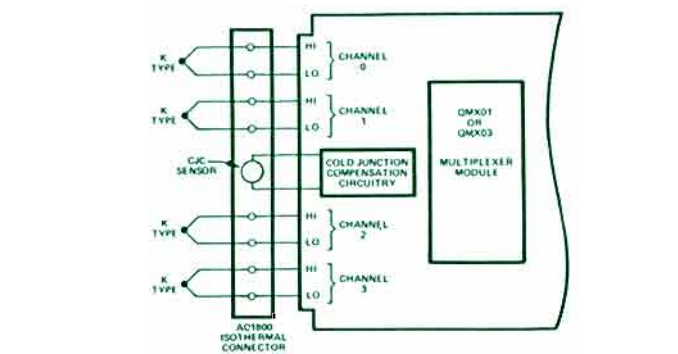 K
TYPE
HI
LO
CHANNEL
0
K
TYPE
HI
LO
CHANNEL
1
CJC
SENSOR
COLD JUNCTION
COMPENSATION
CIRCUITRY
QMX01
OR
QMX03
MULTIPLEXER
MODULE
K
TYPE
HI
LO
CHANNEL
2
K
TYPE
HI
LO
CHANNEL
3
AC1800
ISOTHERMAL
CONNECTOR